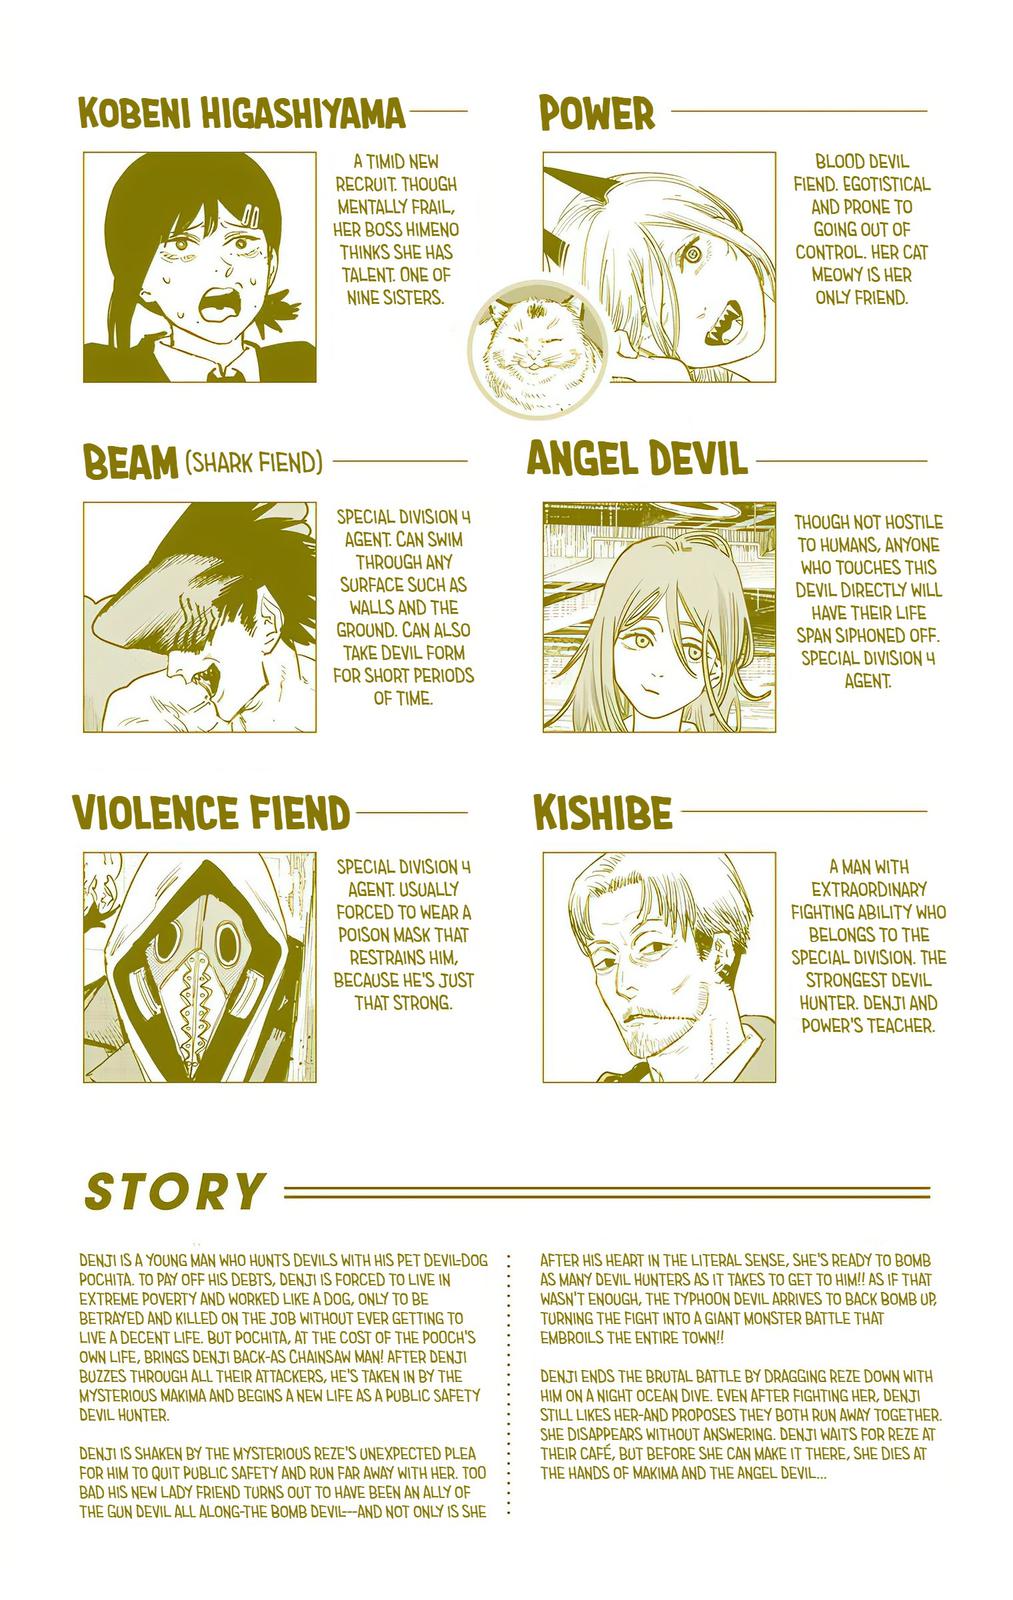 KOBENI HIGASHIYAMA
A TIMID NEW
RECRUIT. THOUGH
MENTALLY FRAIL,
HER BOSS HIMENO
THINKS SHE HAS
TALENT. ONE OF
NINE SISTERS.
POWER
BLOOD DEVIL
FIEND. EGOTISTICAL
AND PRONE TO
GOING OUT OF
CONTROL. HER CAT
MEOWY IS HER
ONLY FRIEND.
BEAM (SHARK FIEND)
SPECIAL DIVISION 4
AGENT. CAN SWIM
THROUGH ANY
SURFACE SUCH AS
WALLS AND THE
GROUND. CAN ALSO
TAKE DEVIL FORM
FOR SHORT PERIODS
OF TIME.
ANGEL DEVIL
THOUGH NOT HOSTILE
TO HUMANS, ANYONE
WHO TOUCHES THIS
DEVIL DIRECTLY WILL
HAVE THEIR LIFE
SPAN SIPHONED OFF.
SPECIAL DIVISION 4
AGENT.
VIOLENCE FIEND
SPECIAL DIVISION 4
AGENT. USUALLY
FORCED TO WEAR A
POISON MASK THAT
RESTRAINS HIM,
BECAUSE HE'S JUST
THAT STRONG.
KISHIBE
A MAN WITH
EXTRAORDINARY
FIGHTING ABILITY WHO
BELONGS TO THE
SPECIAL DIVISION. THE
STRONGEST DEVIL
HUNTER. DENJI AND
POWER'S TEACHER.
STORY
DENJI IS A YOUNG MAN WHO HUNTS DEVILS WITH HIS PET DEVIL-DOG
POCHITA. TO PAY OFF HIS DEBTS, DENJI IS FORCED TO LIVE IN
EXTREME POVERTY AND WORKED LIKE A DOG, ONLY TO BE
BETRAYED AND KILLED ON THE JOB WITHOUT EVER GETTING TO
LIVE A DECENT LIFE. BUT POCHITA, AT THE COST OF THE POOCH'S
OWN LIFE, BRINGS DENJI BACK-AS CHAINSAW MAN! AFTER DENJI
BUZZES THROUGH ALL THEIR ATTACKERS, HE'S TAKEN IN BY THE
MYSTERIOUS MAKIMA AND BEGINS A NEW LIFE AS A PUBLIC SAFETY
DEVIL HUNTER.
DENJI IS SHAKEN BY THE MYSTERIOUS REZE'S UNEXPECTED PLEA
FOR HIM TO QUIT PUBLIC SAFETY AND RUN FAR AWAY WITH HER. TOO
BAD HIS NEW LADY FRIEND TURNS OUT TO HAVE BEEN AN ALLY OF
THE GUN DEVIL ALL ALONG-THE BOMB DEVIL---AND NOT ONLY IS SHE
AFTER HIS HEART IN THE LITERAL SENSE, SHE'S READY TO BOMB
AS MANY DEVIL HUNTERS AS IT TAKES TO GET TO HIM!! AS IF THAT
WASN'T ENOUGH, THE TYPHOON DEVIL ARRIVES TO BACK BOMB UP,
TURNING THE FIGHT INTO A GIANT MONSTER BATTLE THAT
EMBROILS THE ENTIRE TOWN!!
DENJI ENDS THE BRUTAL BATTLE BY DRAGGING REZE DOWN WITH
HIM ON A NIGHT OCEAN DIVE. EVEN AFTER FIGHTING HER, DENJI
STILL LIKES HER-AND PROPOSES THEY BOTH RUN AWAY TOGETHER.
SHE DISAPPEARS WITHOUT ANSWERING. DENJI WAITS FOR REZE AT
THEIR CAFÉ, BUT BEFORE SHE CAN MAKE IT THERE, SHE DIES AT
THE HANDS OF MAKIMA AND THE ANGEL DEVIL...